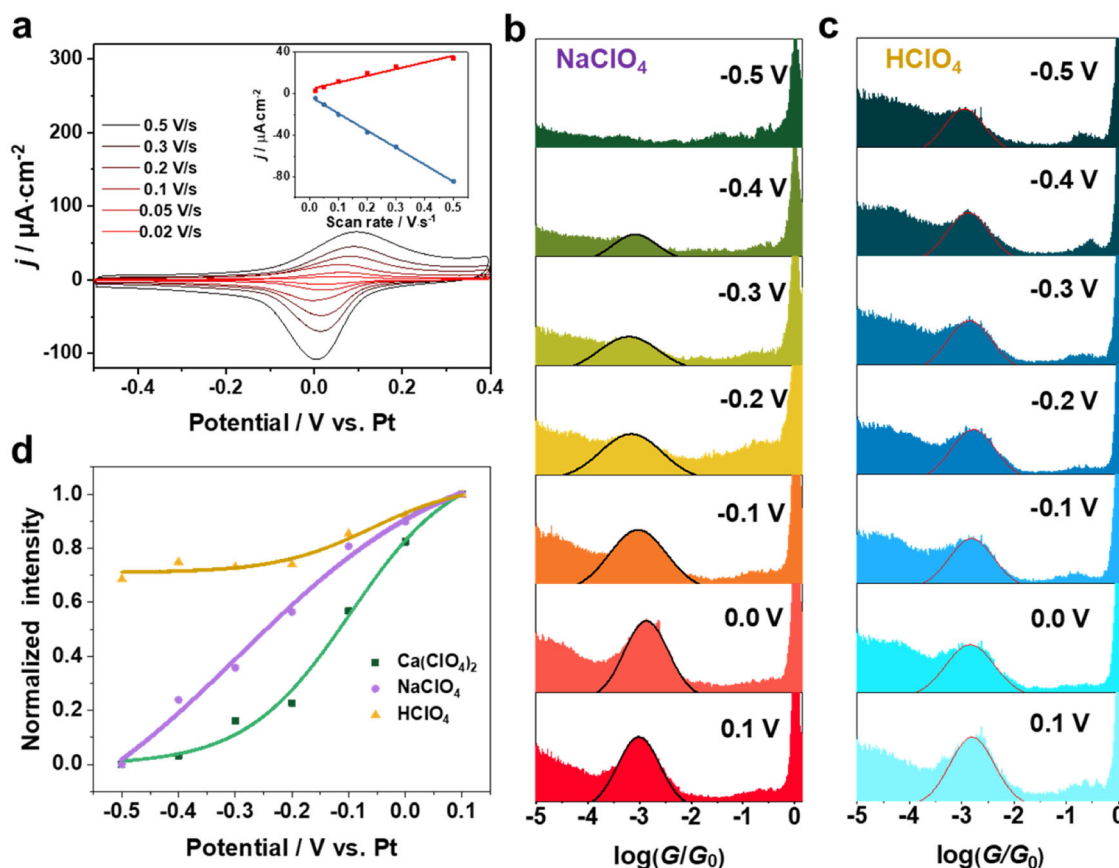 a
300
200
100
0
-100
j / µA·cm⁻²
0.5 V/s
0.3 V/s
0.2 V/s
0.1 V/s
0.05 V/s
0.02 V/s
40
0
-40
-80
j / µA·cm⁻²
0.0 0.1 0.2 0.3 0.4 0.5
Scan rate / V·s⁻¹
-0.4 -0.2 0.0 0.2 0.4
Potential / V vs. Pt
b
NaClO₄
-0.5 V
-0.4 V
-0.3 V
-0.2 V
-0.1 V
0.0 V
0.1 V
-5 -4 -3 -2 -1 0
log(G/G₀)
c
HClO₄
-0.5 V
-0.4 V
-0.3 V
-0.2 V
-0.1 V
0.0 V
0.1 V
-5 -4 -3 -2 -1 0
log(G/G₀)
d
1.0
0.8
0.6
0.4
0.2
0.0
Normalized intensity
Ca(ClO₄)₂
NaClO₄
HClO₄
-0.5 -0.4 -0.3 -0.2 -0.1 0.0 0.1
Potential / V vs. Pt